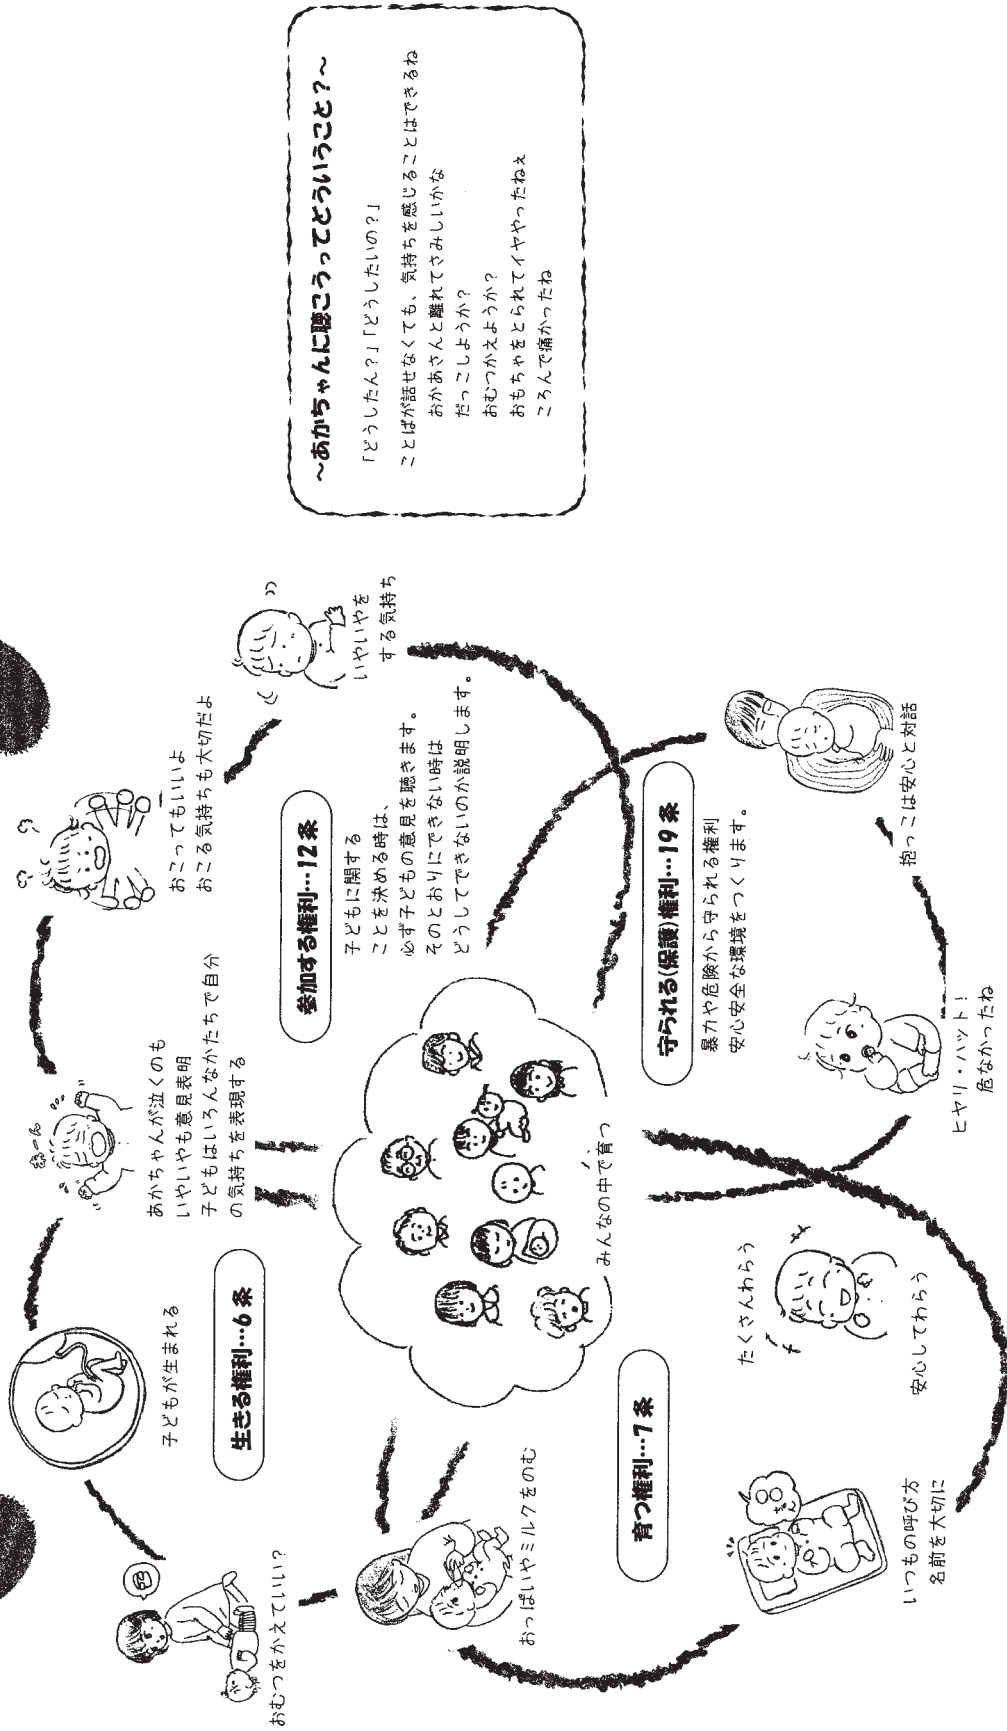 おむつをかえていい？
子どもが生まれる
生きる権利…6条
あかちゃんが泣くのも
いやいやも意見表明
子どもはいろんなかたちで自分
の気持ちを表現する
おこってもいいよ
おこる気持ちも大切だよ
いやいやを
する気持ち
参加する権利…12条
子どもに関する
ことを決める時は、
必ず子どもの意見を聴きます。
そのとおりにできない時は
どうしてできないのか説明します。
おっぱいやミルクをのむ
みんなの中で育つ
育つ権利…7条
いつもの呼び方
名前を大切に
たくさんわらう
安心してわらう
守られる(保護)権利…19条
暴力や危険から守られる権利
安心安全な環境をつくります。
ヒヤリ・ハット！
危なかったね
抱っこは安心と対話
〜あかちゃんに聴こうってどういうこと？〜
「どうしたん？」「どうしたいの？」
ことばが話せなくても、気持ちを感じることはできるね
おかあさんと離れてさみしいかな
だっこしようか？
おむつかえようか？
おもちゃをとられてイヤやったねぇ
ころんで痛かったね